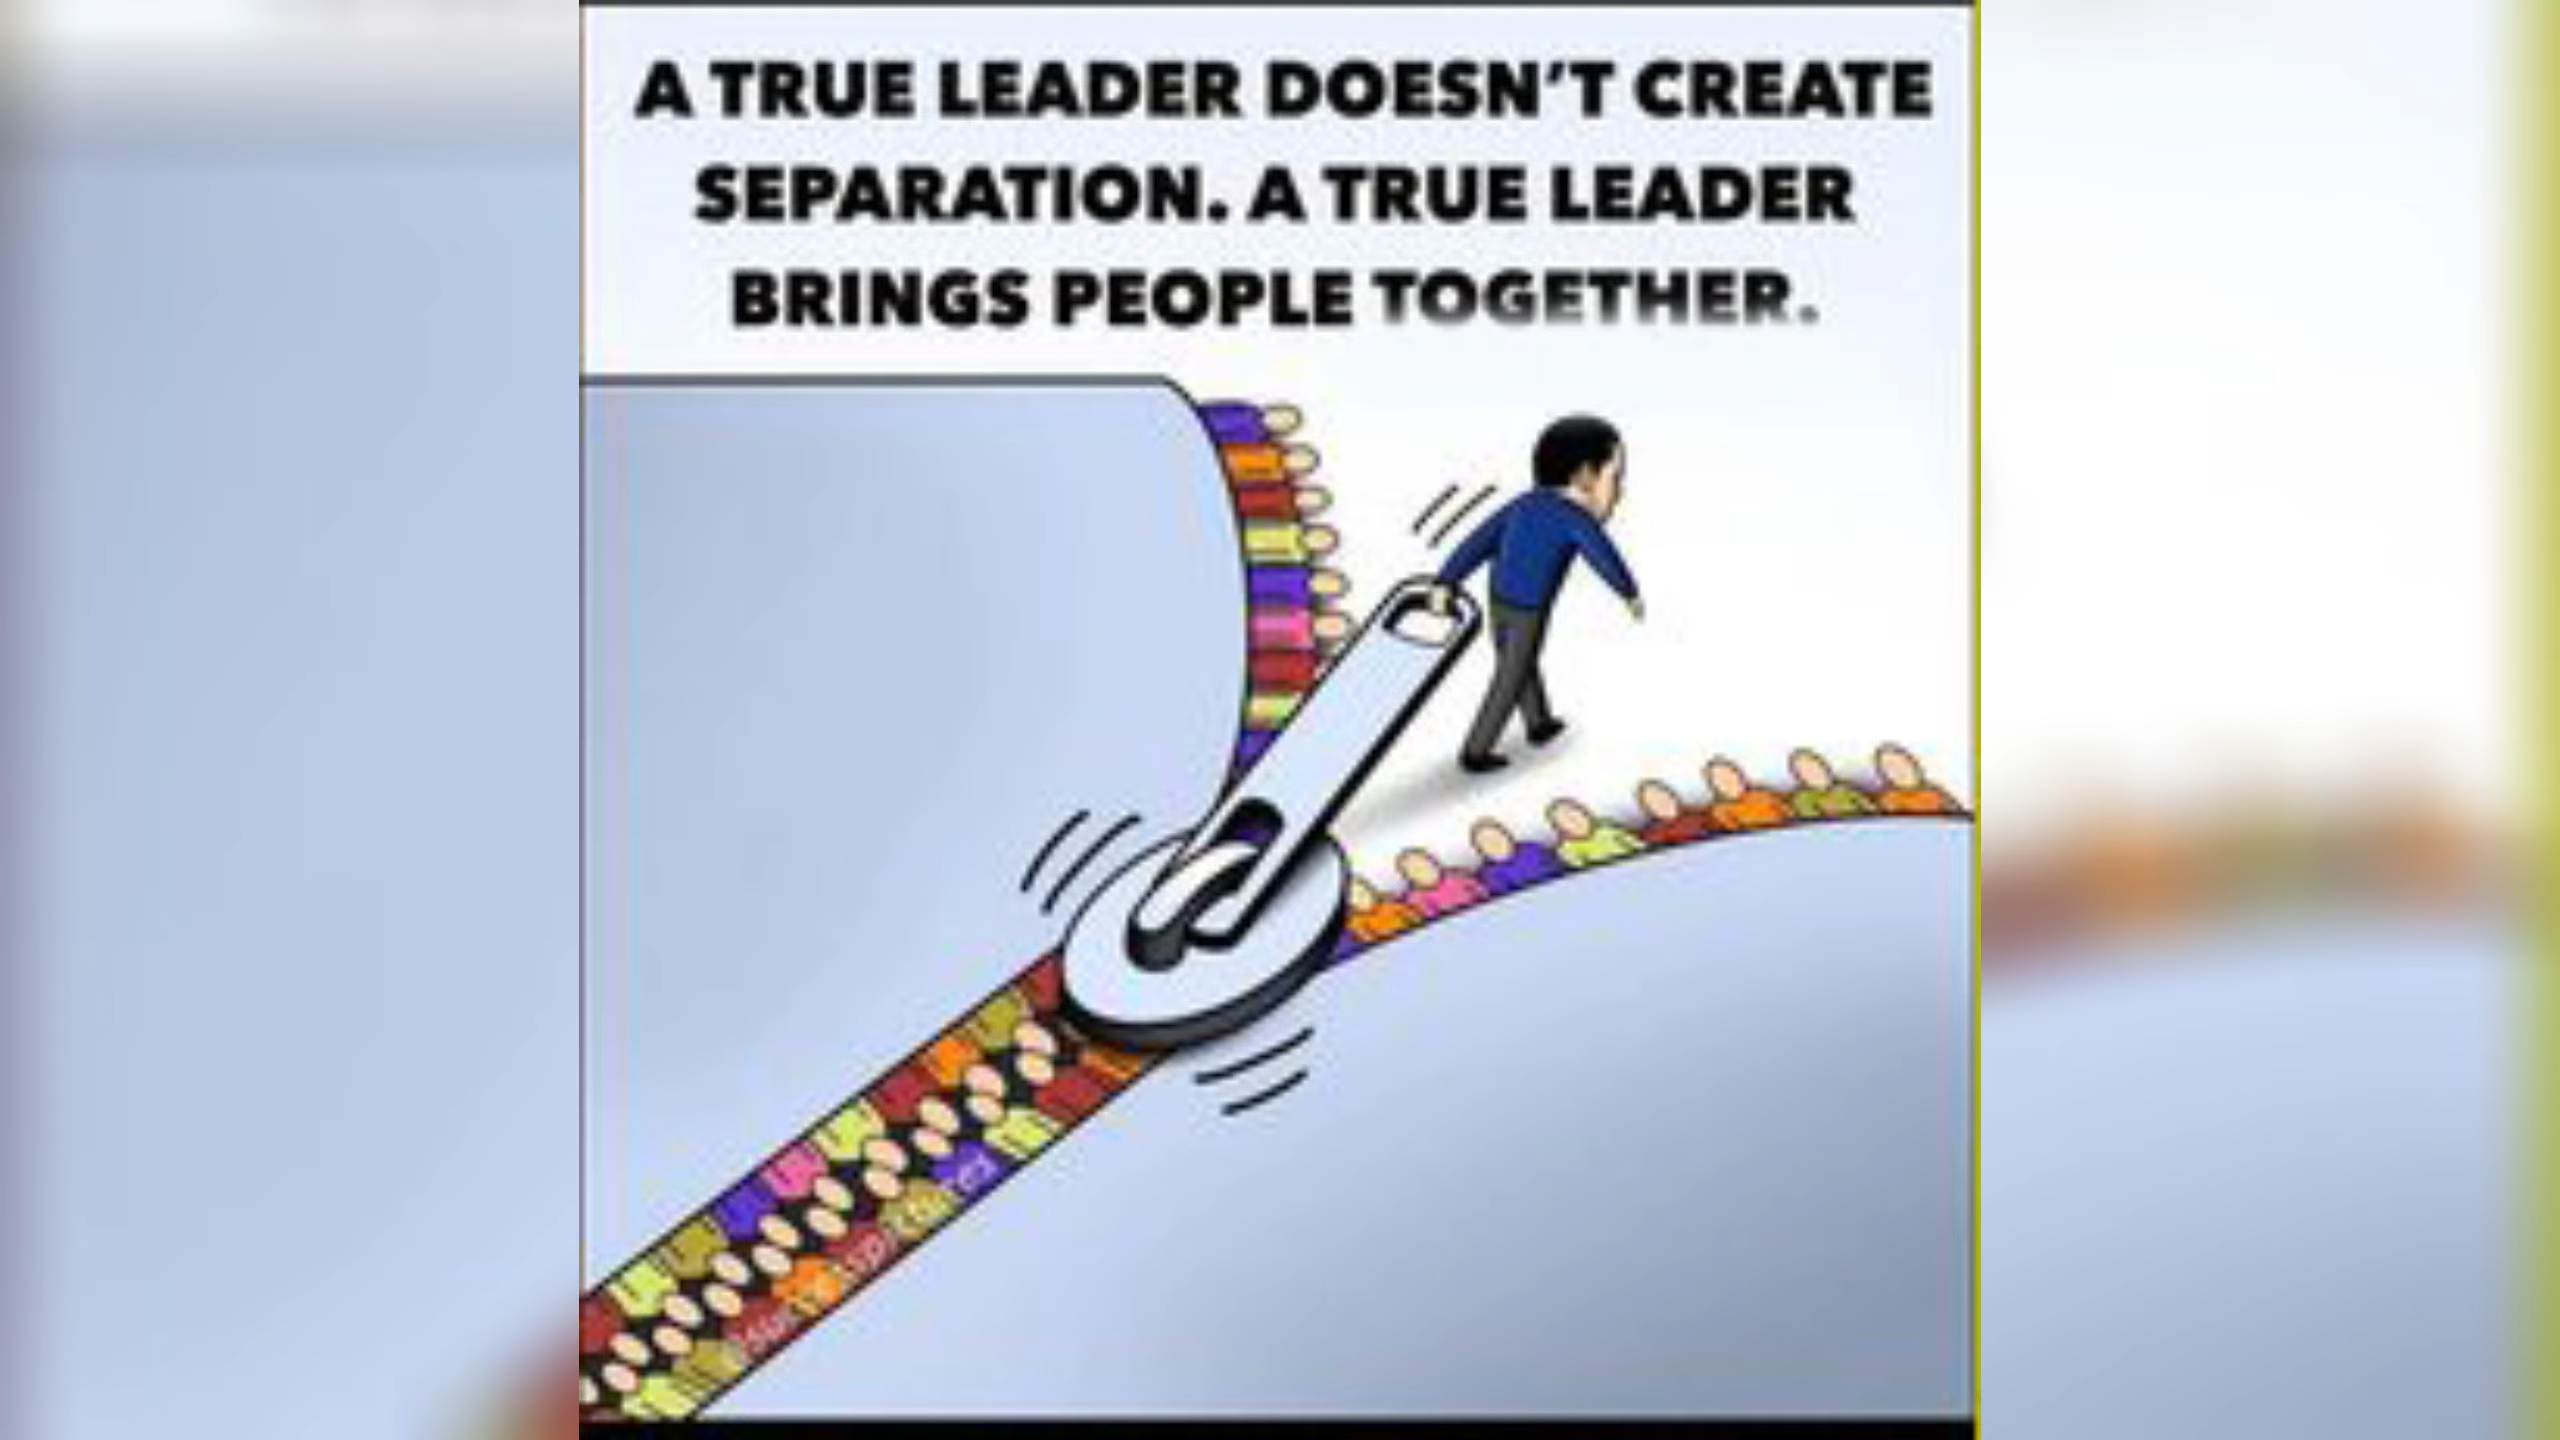 A TRUE LEADER DOESN'T CREATE
SEPARATION. A TRUE LEADER
BRINGS PEOPLE TOGETHER.